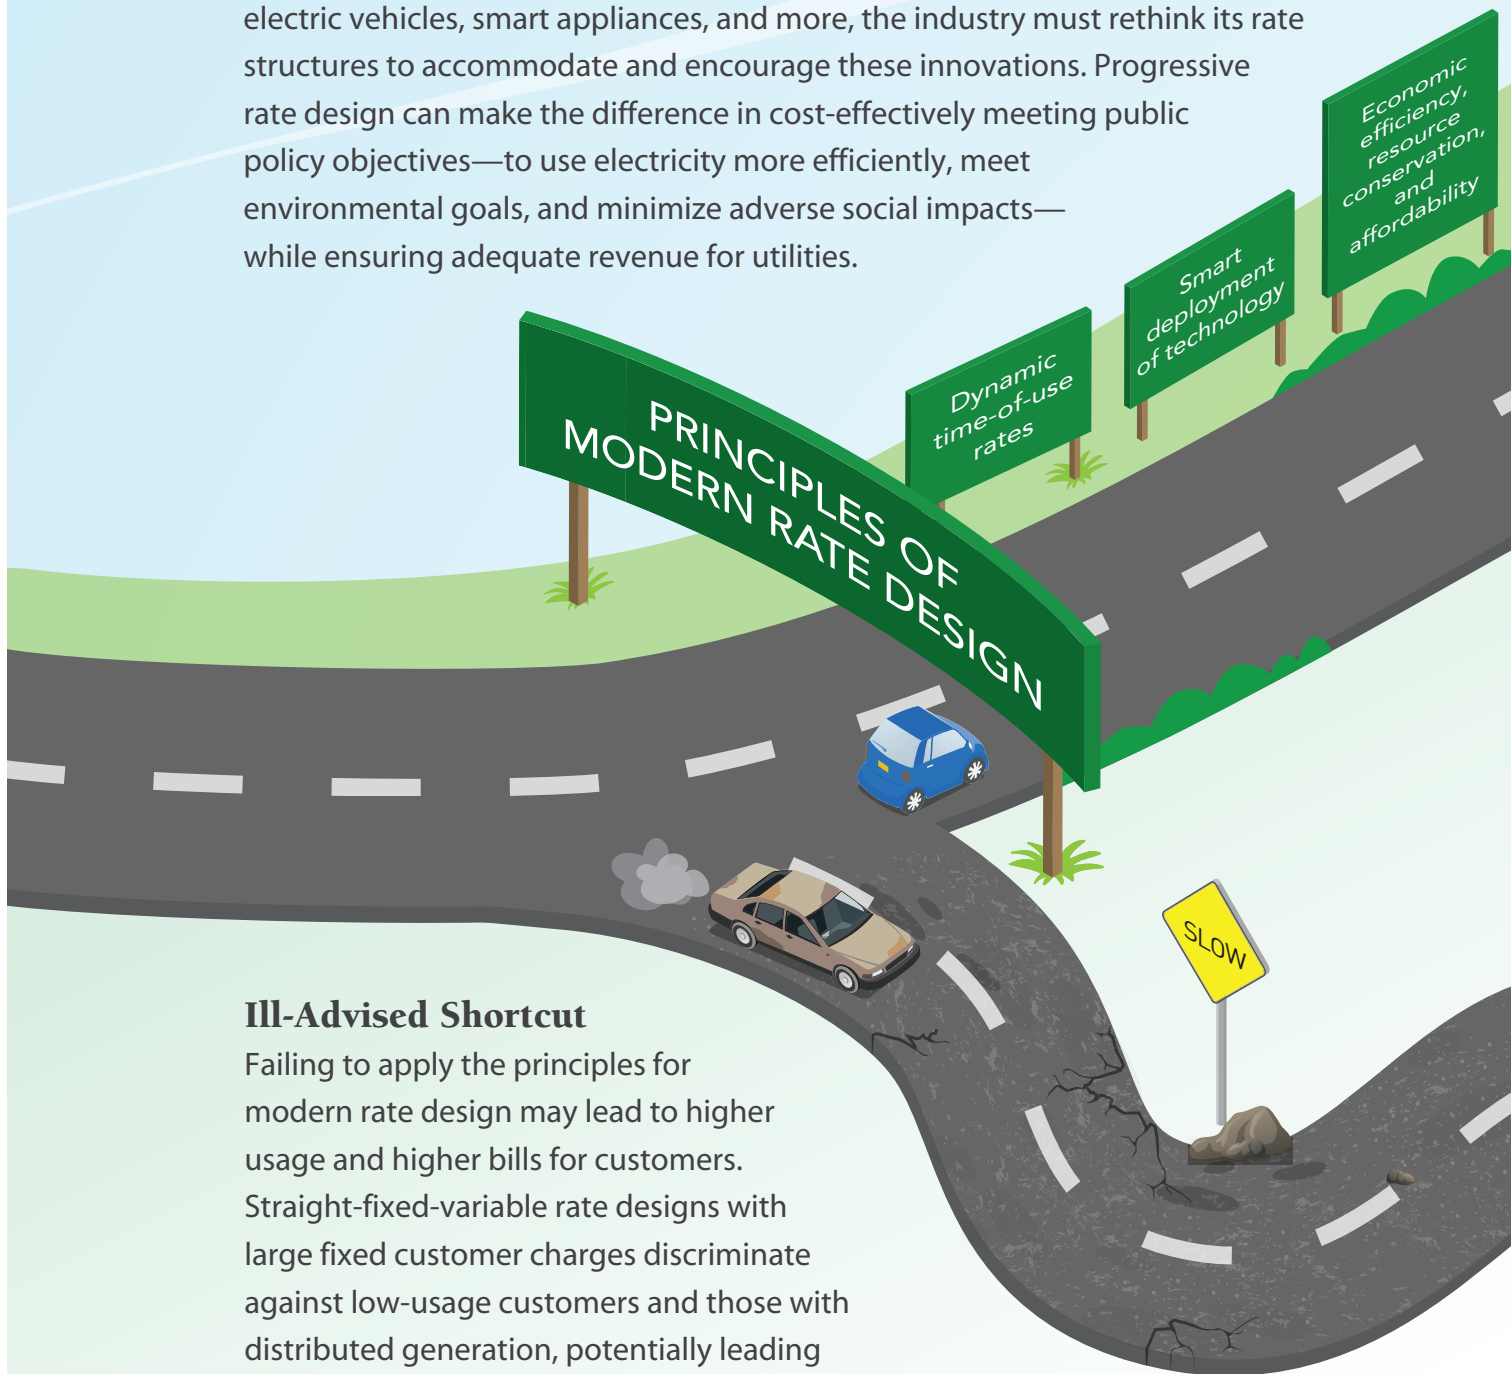 electric vehicles, smart appliances, and more, the industry must rethink its rate
structures to accommodate and encourage these innovations. Progressive
rate design can make the difference in cost-effectively meeting public
policy objectives—to use electricity more efficiently, meet
environmental goals, and minimize adverse social impacts—
while ensuring adequate revenue for utilities.
Economic
efficiency,
resource
conservation,
and
affordability
Smart
deployment
of technology
Dynamic
time-of-use
rates
PRINCIPLES OF
MODERN RATE DESIGN
SLOW
Ill-Advised Shortcut
Failing to apply the principles for
modern rate design may lead to higher
usage and higher bills for customers.
Straight-fixed-variable rate designs with
large fixed customer charges discriminate
against low-usage customers and those with
distributed generation, potentially leading